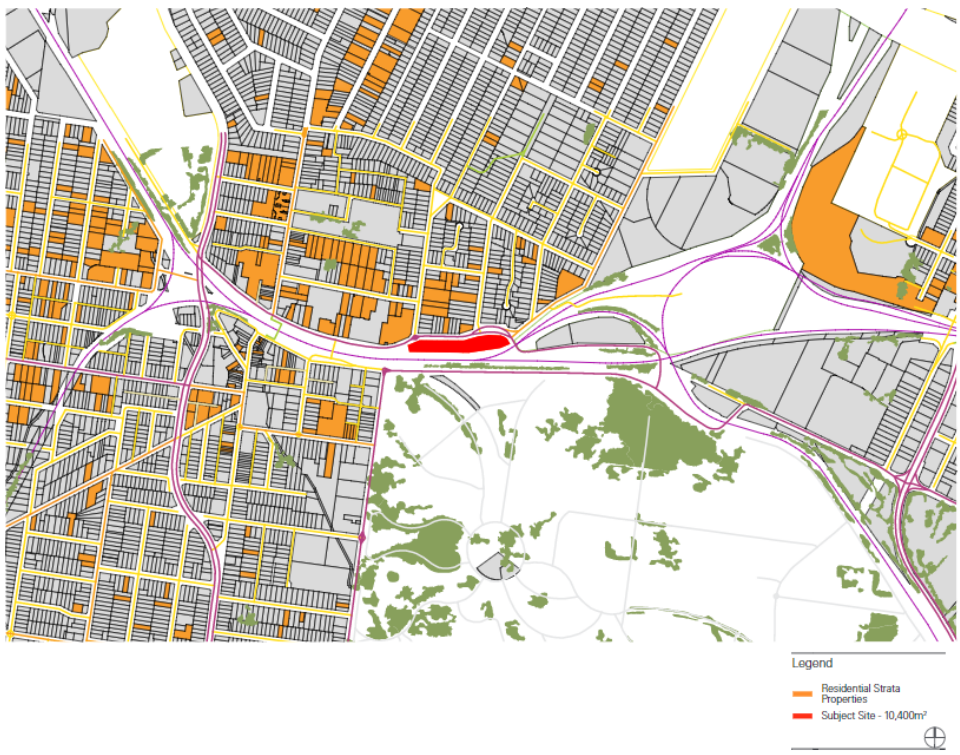 Legend
Residential Strata
Properties
Subject Site - 10,400m²